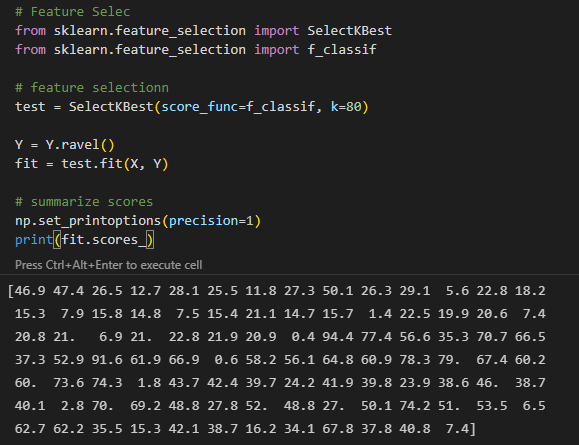 # Feature Selec
from sklearn.feature_selection import SelectKBest
from sklearn.feature_selection import f_classif
# feature selectionn
test = SelectKBest(score_func=f_classif, k=80)
Y = Y.ravel()
fit = test.fit(X, Y)
# summarize scores
np.set_printoptions(precision=1)
print(fit.scores_)
Press Ctrl+Alt+Enter to execute cell
[46.9 47.4 26.5 12.7 28.1 25.5 11.8 27.3 50.1 26.3 29.1  5.6 22.8 18.2
 15.3  7.9 15.8 14.8  7.5 15.4 21.1 14.7 15.7  1.4 22.5 19.9 20.6  7.4
 20.8 21.   6.9 21.  22.8 21.9 20.9  0.4 94.4 77.4 56.6 35.3 70.7 66.5
 37.3 52.9 91.6 61.9 66.9  0.6 58.2 56.1 64.8 60.9 78.3 79.  67.4 60.2
 60.  73.6 74.3  1.8 43.7 42.4 39.7 24.2 41.9 39.8 23.9 38.6 46.  38.7
 40.1  2.8 70.  69.2 48.8 27.8 52.  48.8 27.  50.1 74.2 51.  53.5  6.5
 62.7 62.2 35.5 15.3 42.1 38.7 16.2 34.1 67.8 37.8 40.8  7.4]